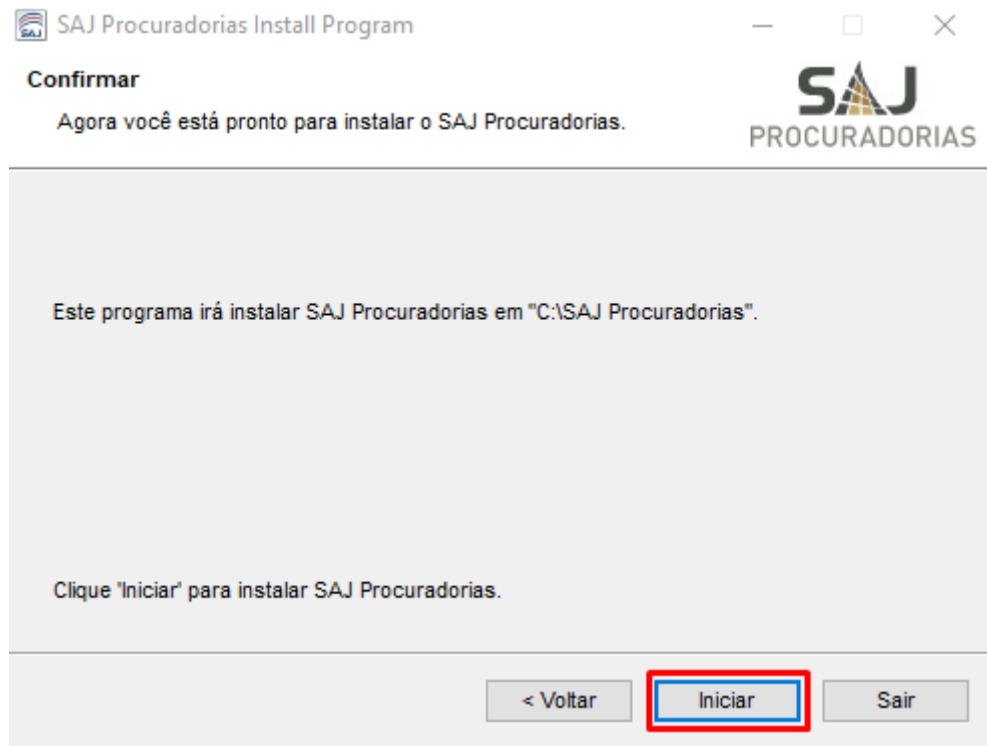 SAJ SAJ Procuradorias Install Program
Confirmar
Agora você está pronto para instalar o SAJ Procuradorias.
SAJ
PROCURADORIAS
Este programa irá instalar SAJ Procuradorias em "C:\SAJ Procuradorias".
Clique 'Iniciar' para instalar SAJ Procuradorias.
< Voltar Iniciar Sair